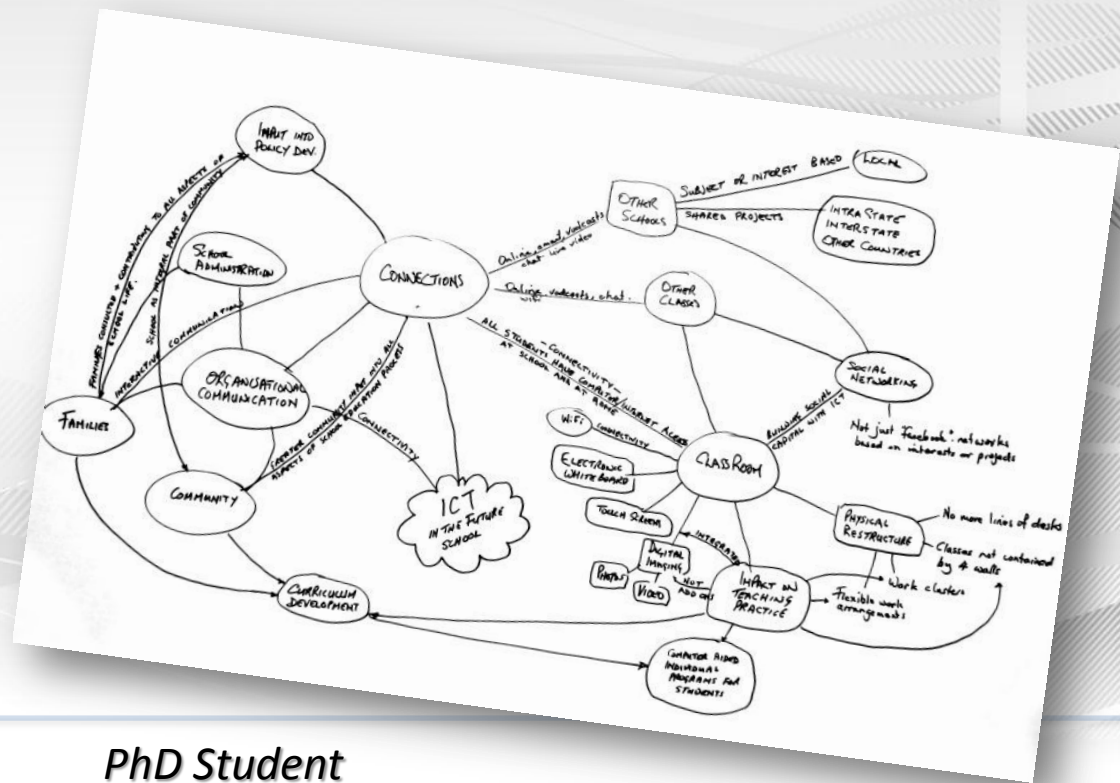 INPUT INTO
POLICY DEV.
FAMILIES CONSULTED + CONTRIBUTING TO ALL ASPECTS OF
SCHOOL LIFE.
SCHOOL AS INTEGRAL PART OF COMMUNITY
SCHOOL
ADMINISTRATION
INTERACTIVE COMMUNICATION
CONNECTIONS
ORGANISATIONAL
COMMUNICATION
FAMILIES
COMMUNITY
GREATER COMMUNITY INPUT INTO ALL
ASPECTS OF SCHOOL EDUCATION PROCESS
CONNECTIVITY
ICT
IN THE FUTURE
SCHOOL
CURRICULUM
DEVELOPMENT
Online, email, vodcasts
chat live video
OTHER
SCHOOLS
SUBJECT OR INTEREST BASED
LOCAL
SHARED PROJECTS
INTRASTATE
INTERSTATE
OTHER COUNTRIES
Online, vodcasts, chat.
OTHER
CLASSES
ALL STUDENTS HAVE COMPUTER/INTERNET ACCESS
AT SCHOOL AND AT HOME
- CONNECTIVITY -
SOCIAL
NETWORKING
BUILDING SOCIAL
CAPITAL WITH ICT
Not just "Facebook": networks
based on interests or projects
CLASSROOM
WiFi
CONNECTIVITY
ELECTRONIC
WHITEBOARD
TOUCH SCREEN
DIGITAL
IMAGING
PHOTOS
VIDEO
INTEGRATED
NOT
ADD ON
IMPACT ON
TEACHING
PRACTICE
PHYSICAL
RESTRUCTURE
No more lines of desks
Classes not contained
by 4 walls
Work clusters
Flexible work
arrangements
COMPUTER AIDED
INDIVIDUAL
PROGRAMS FOR
STUDENTS
PhD Student